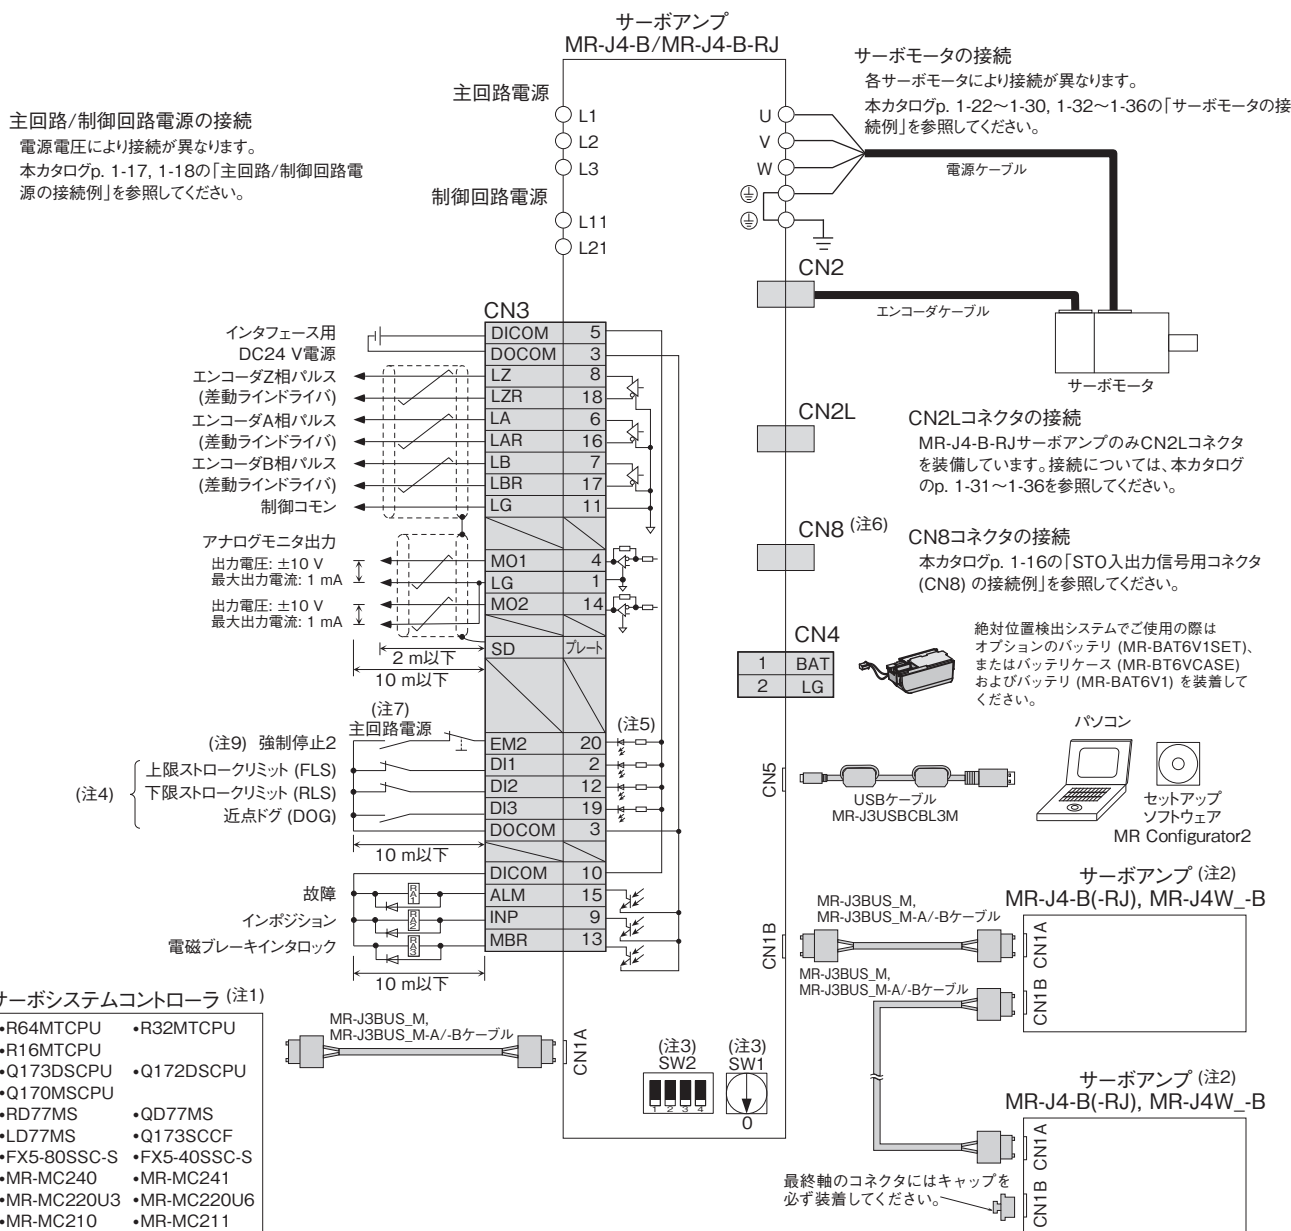 サーボアンプ
MR-J4-B/MR-J4-B-RJ
主回路/制御回路電源の接続
電源電圧により接続が異なります。
本カタログp. 1-17, 1-18の「主回路/制御回路電
源の接続例」を参照してください。
主回路電源
L1
L2
L3
制御回路電源
L11
L21
U
V
W
サーボモータの接続
各サーボモータにより接続が異なります。
本カタログp. 1-22～1-30, 1-32～1-36の「サーボモータの接
続例」を参照してください。
電源ケーブル
CN2
エンコーダケーブル
サーボモータ
CN3
インタフェース用
DC24 V電源
DICOM 5
DOCOM 3
エンコーダZ相パルス
(差動ラインドライバ)
LZ 8
LZR 18
エンコーダA相パルス
(差動ラインドライバ)
LA 6
LAR 16
エンコーダB相パルス
(差動ラインドライバ)
LB 7
LBR 17
制御コモン
LG 11
アナログモニタ出力
出力電圧: ±10 V
最大出力電流: 1 mA
出力電圧: ±10 V
最大出力電流: 1 mA
MO1 4
LG 1
MO2 14
SD プレート
2 m以下
10 m以下
(注7)
主回路電源
(注5)
(注9) 強制停止2
EM2 20
(注4)
上限ストロークリミット (FLS)
DI1 2
下限ストロークリミット (RLS)
DI2 12
近点ドグ (DOG)
DI3 19
DOCOM 3
10 m以下
DICOM 10
故障
RA1
ALM 15
インポジション
RA2
INP 9
電磁ブレーキインタロック
RA3
MBR 13
10 m以下
CN2L
CN2Lコネクタの接続
MR-J4-B-RJサーボアンプのみCN2Lコネクタ
を装備しています。接続については、本カタログ
のp. 1-31～1-36を参照してください。
CN8 (注6)
CN8コネクタの接続
本カタログp. 1-16の「STO入出力信号用コネクタ
(CN8) の接続例」を参照してください。
CN4
1 BAT
2 LG
絶対位置検出システムでご使用の際は
オプションのバッテリ (MR-BAT6V1SET)、
またはバッテリケース (MR-BT6VCASE)
およびバッテリ (MR-BAT6V1) を装着して
ください。
パソコン
CN5
USBケーブル
MR-J3USBCBL3M
セットアップ
ソフトウェア
MR Configurator2
サーボアンプ (注2)
MR-J4-B(-RJ), MR-J4W_-B
MR-J3BUS_M,
MR-J3BUS_M-A/-Bケーブル
CN1B
CN1A
CN1B
MR-J3BUS_M,
MR-J3BUS_M-A/-Bケーブル
サーボアンプ (注2)
MR-J4-B(-RJ), MR-J4W_-B
CN1A
CN1B
最終軸のコネクタにはキャップを
必ず装着してください。
(注3)
SW2
1 2 3 4
(注3)
SW1
0
MR-J3BUS_M,
MR-J3BUS_M-A/-Bケーブル
CN1A
ーボシステムコントローラ (注1)
•R64MTCPU •R32MTCPU
•R16MTCPU
•Q173DSCPU •Q172DSCPU
•Q170MSCPU
•RD77MS •QD77MS
•LD77MS •Q173SCCF
•FX5-80SSC-S •FX5-40SSC-S
•MR-MC240 •MR-MC241
•MR-MC220U3 •MR-MC220U6
•MR-MC210 •MR-MC211